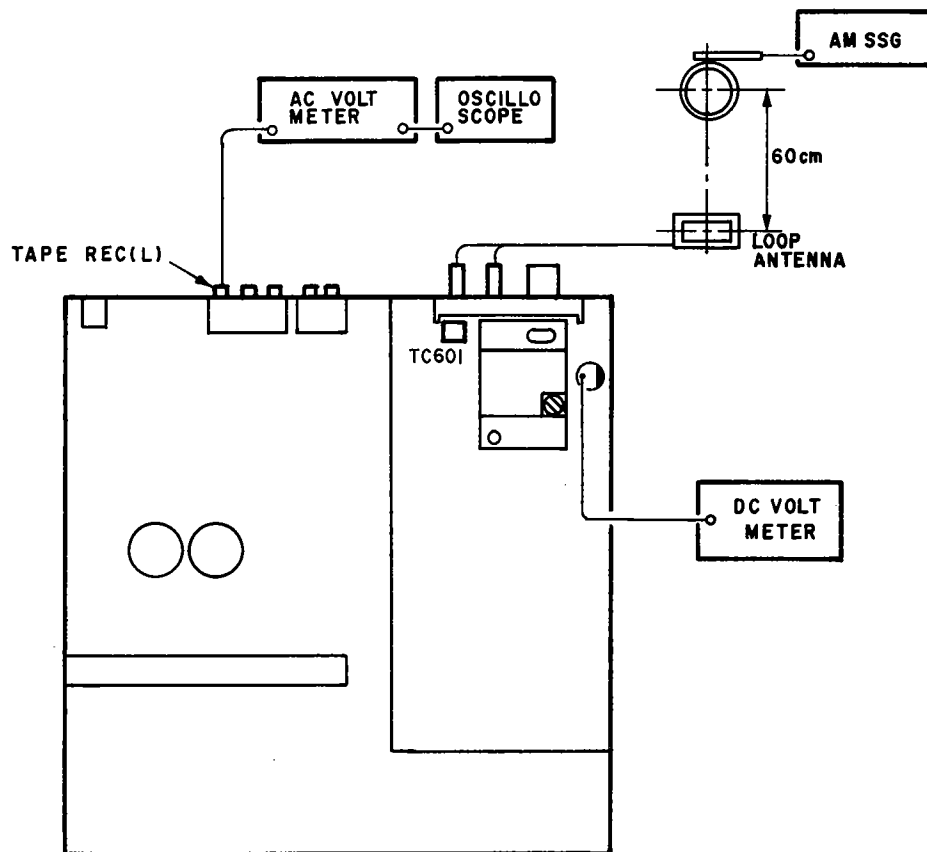 AM SSG
AC VOLT
METER
OSCILLO
SCOPE
60cm
LOOP
ANTENNA
TAPE REC(L)
TC601
DC VOLT
METER